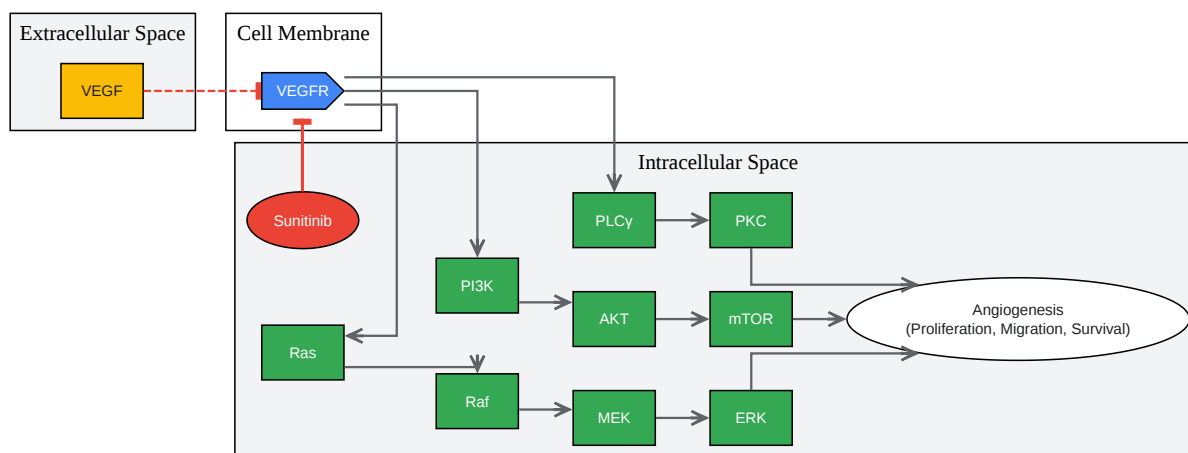 Extracellular Space
Cell Membrane
VEGF
VEGFR
Intracellular Space
Sunitinib
PLCγ
PKC
PI3K
AKT
mTOR
Angiogenesis
(Proliferation, Migration, Survival)
Ras
Raf
MEK
ERK